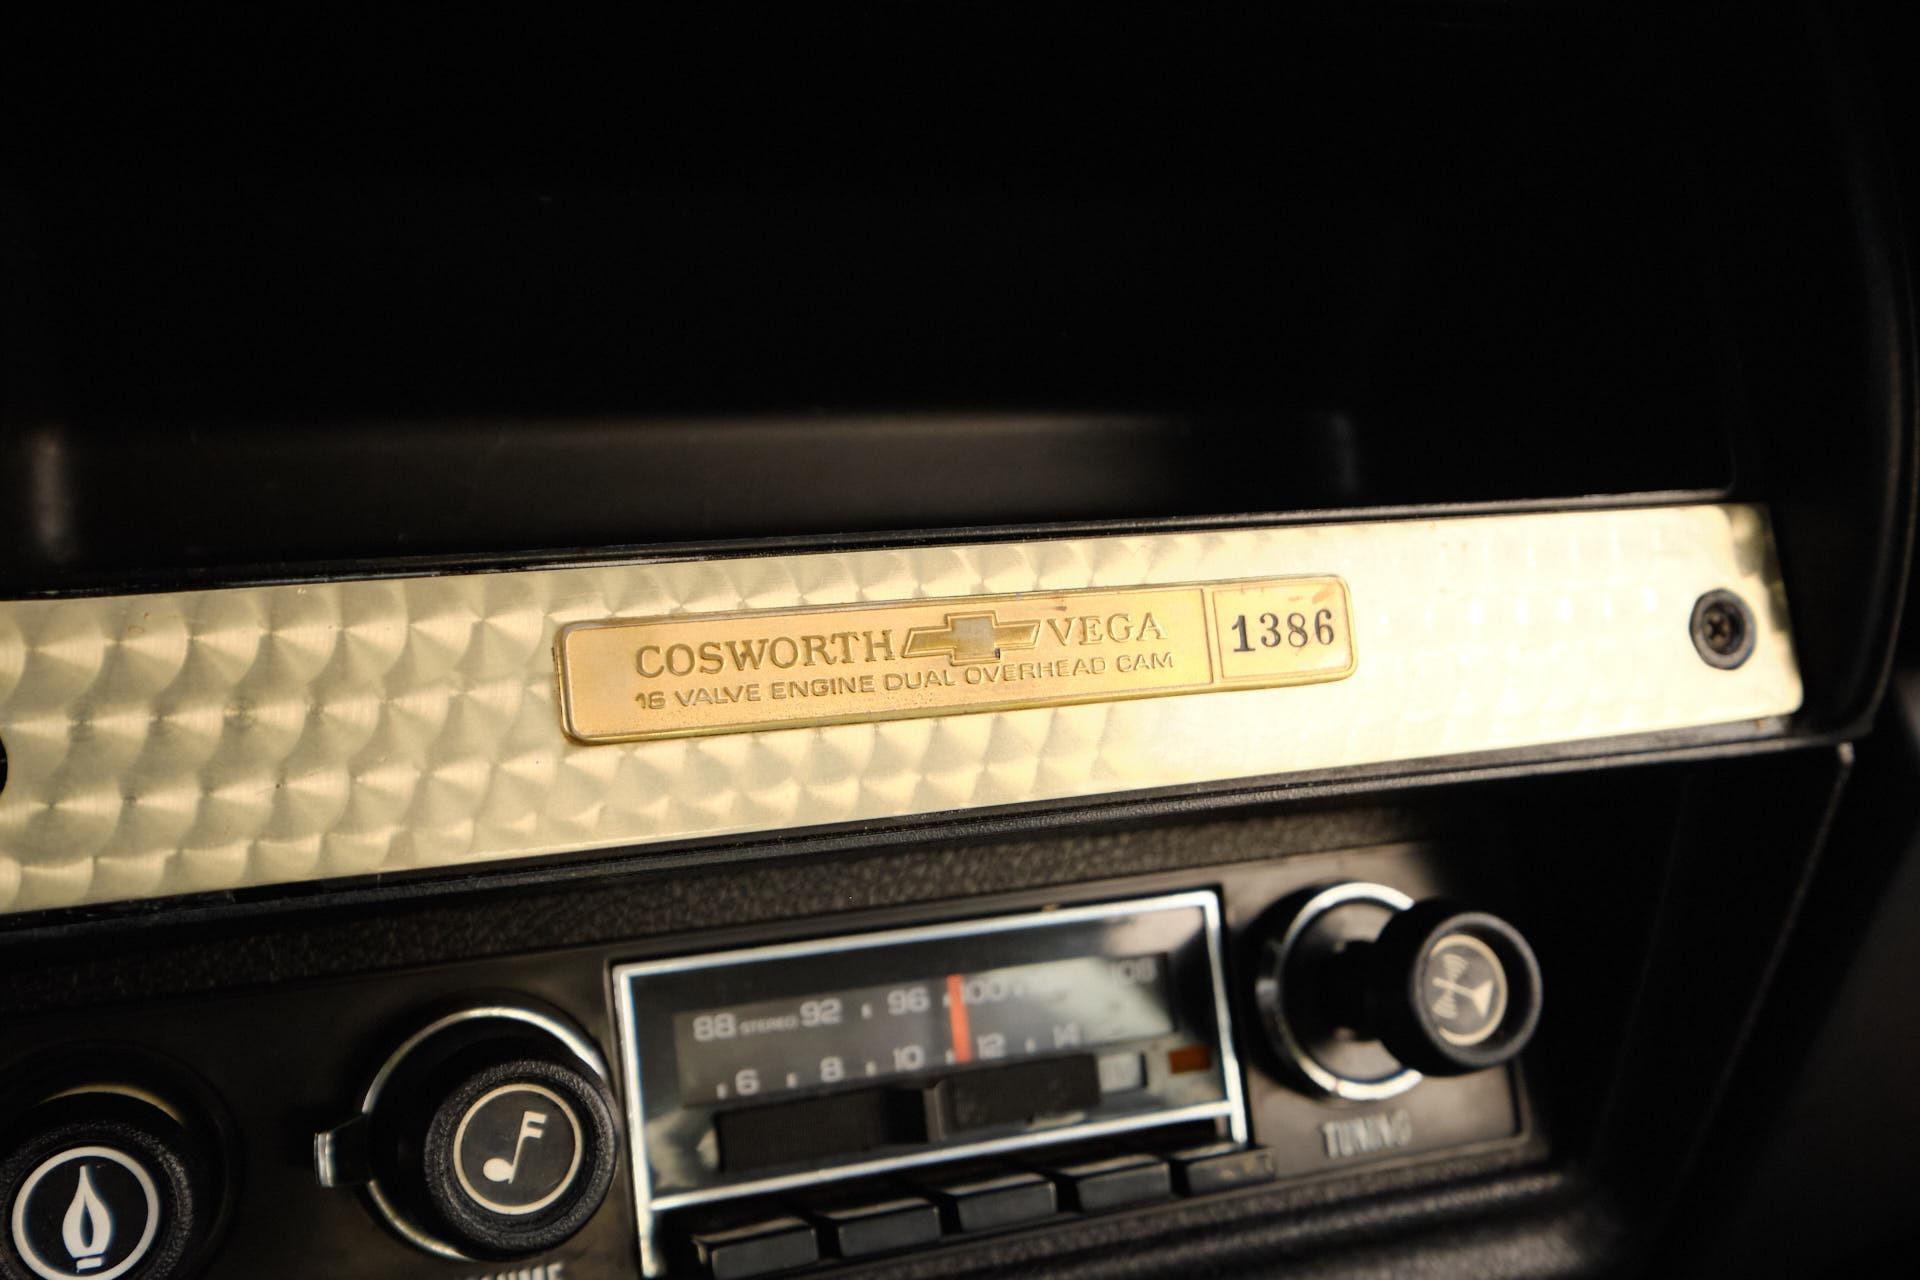 COSWORTH VEGA 1386
16 VALVE ENGINE DUAL OVERHEAD CAM
88 STEREO 92 96 100 108
6 8 10 12 14
TUNING